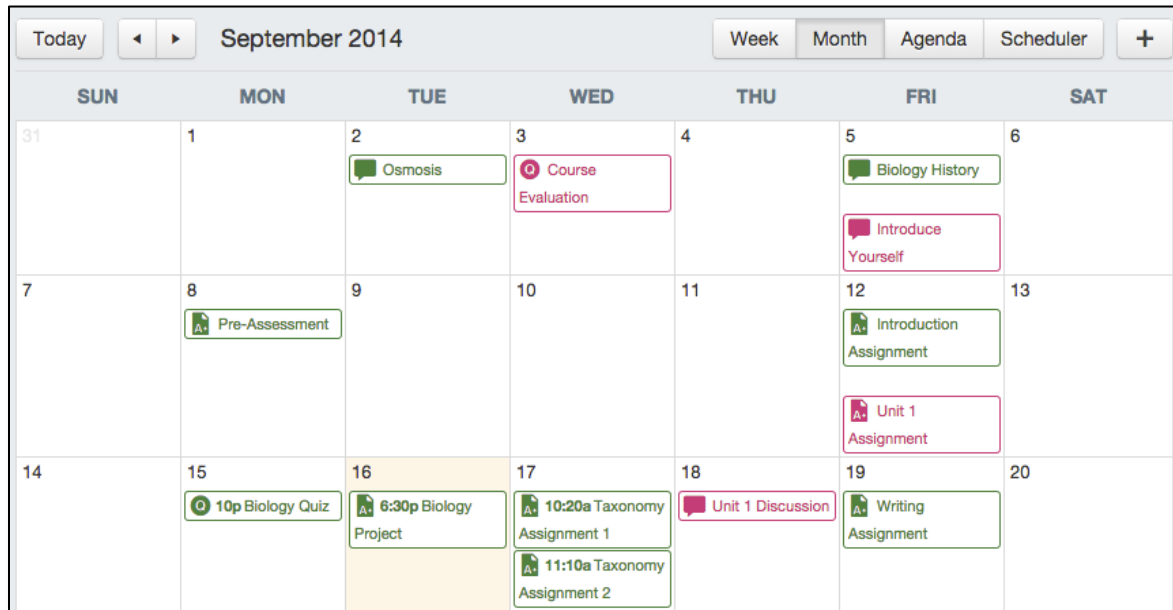 Today ◄ ► September 2014 Week Month Agenda Scheduler +
SUN MON TUE WED THU FRI SAT
31 1 2 3 4 5 6
Osmosis
Q Course
Evaluation
Biology History
Introduce
Yourself
7 8 9 10 11 12 13
A+ Pre-Assessment
A+ Introduction
Assignment
A+ Unit 1
Assignment
14 15 16 17 18 19 20
Q 10p Biology Quiz
A+ 6:30p Biology
Project
A+ 10:20a Taxonomy
Assignment 1
A+ 11:10a Taxonomy
Assignment 2
Unit 1 Discussion
A+ Writing
Assignment